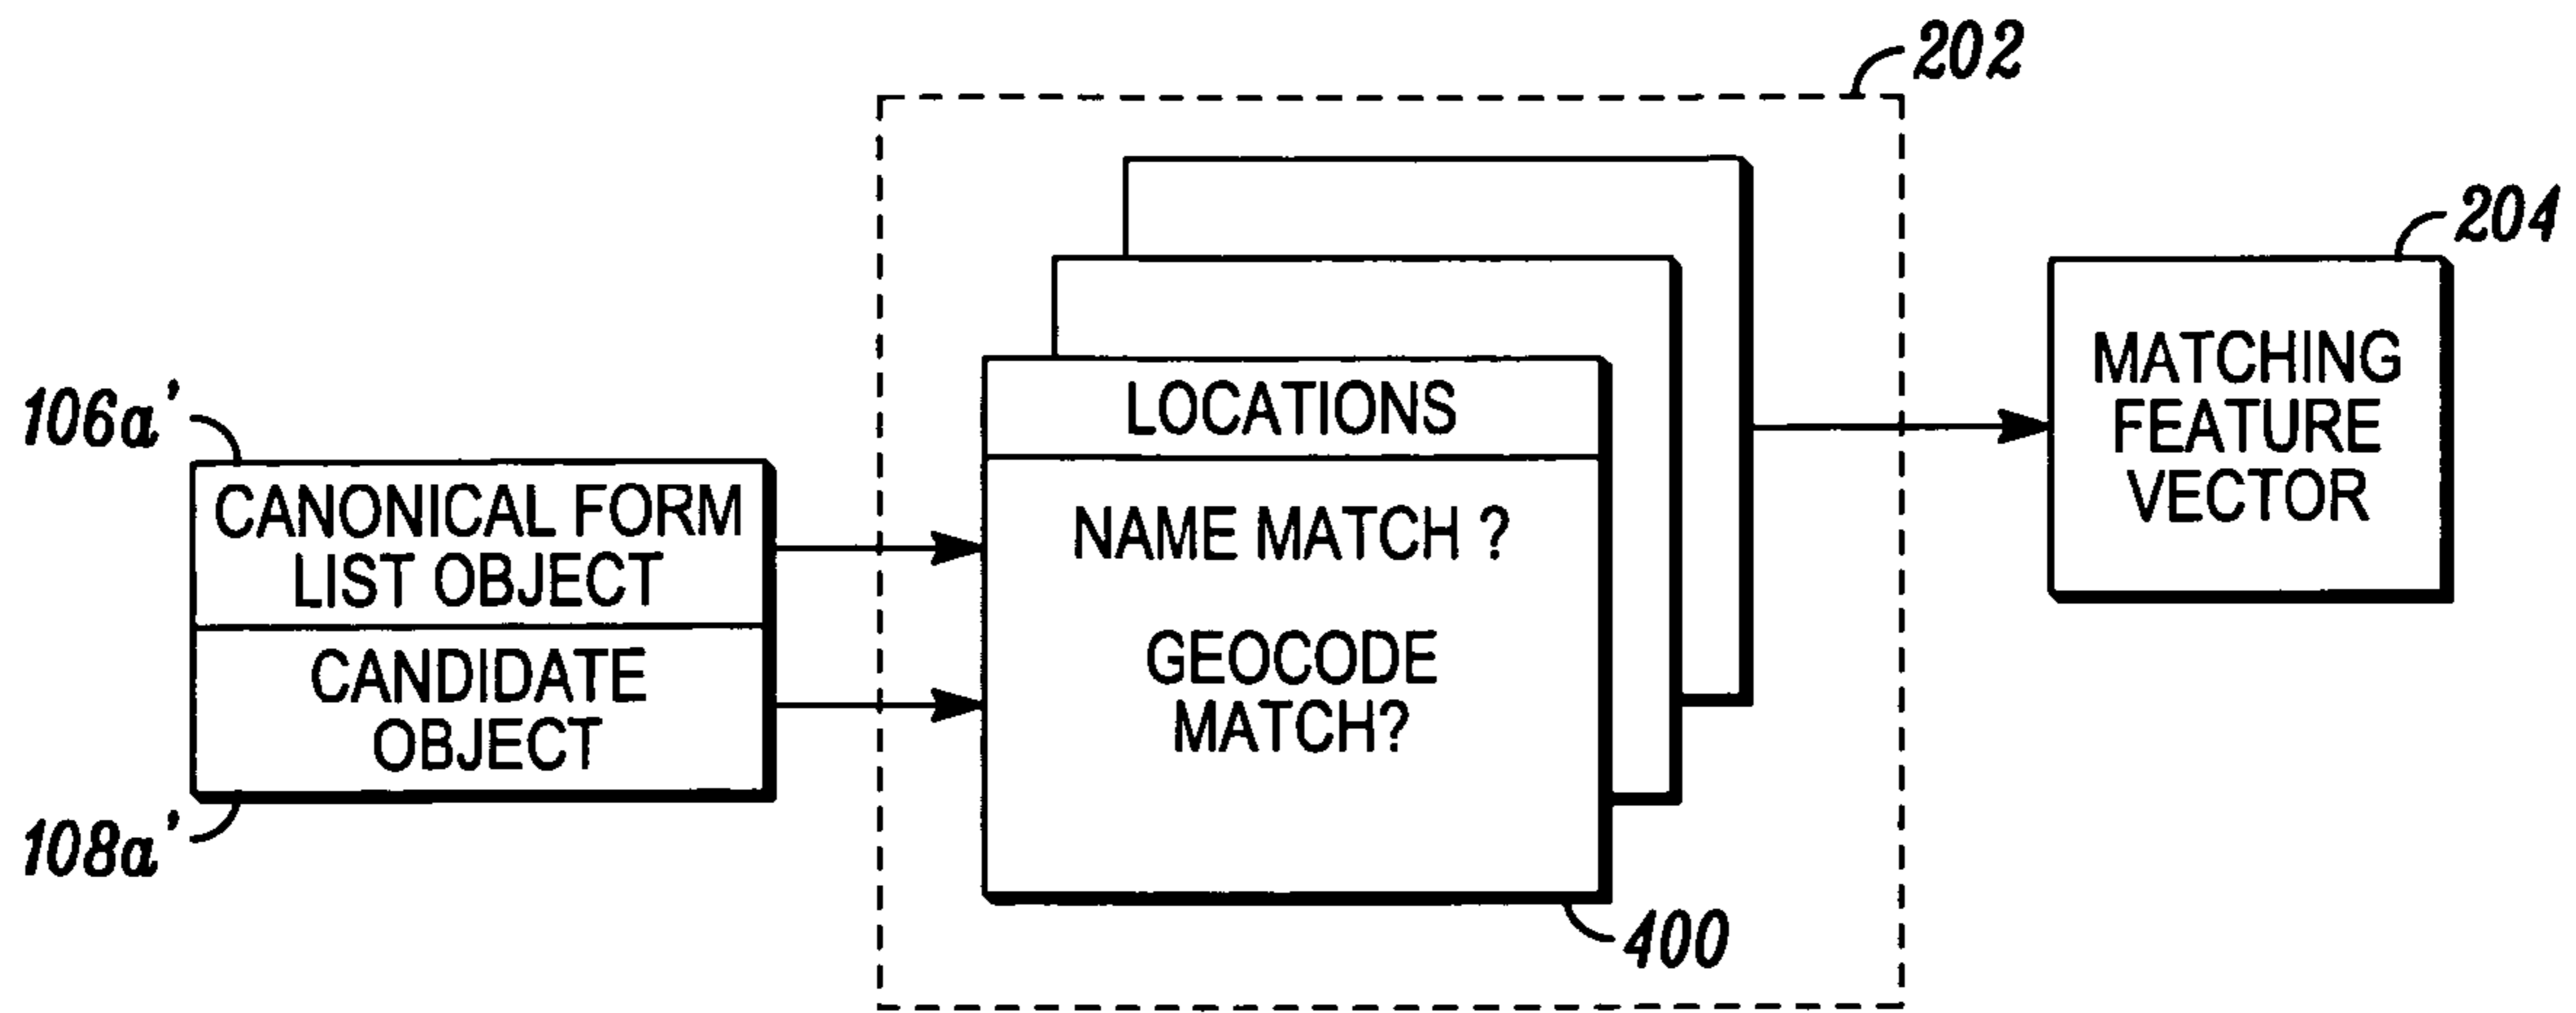 202
204
106a'
CANONICAL FORM
LIST OBJECT
CANDIDATE
OBJECT
108a'
LOCATIONS
NAME MATCH ?
GEOCODE
MATCH?
400
MATCHING
FEATURE
VECTOR